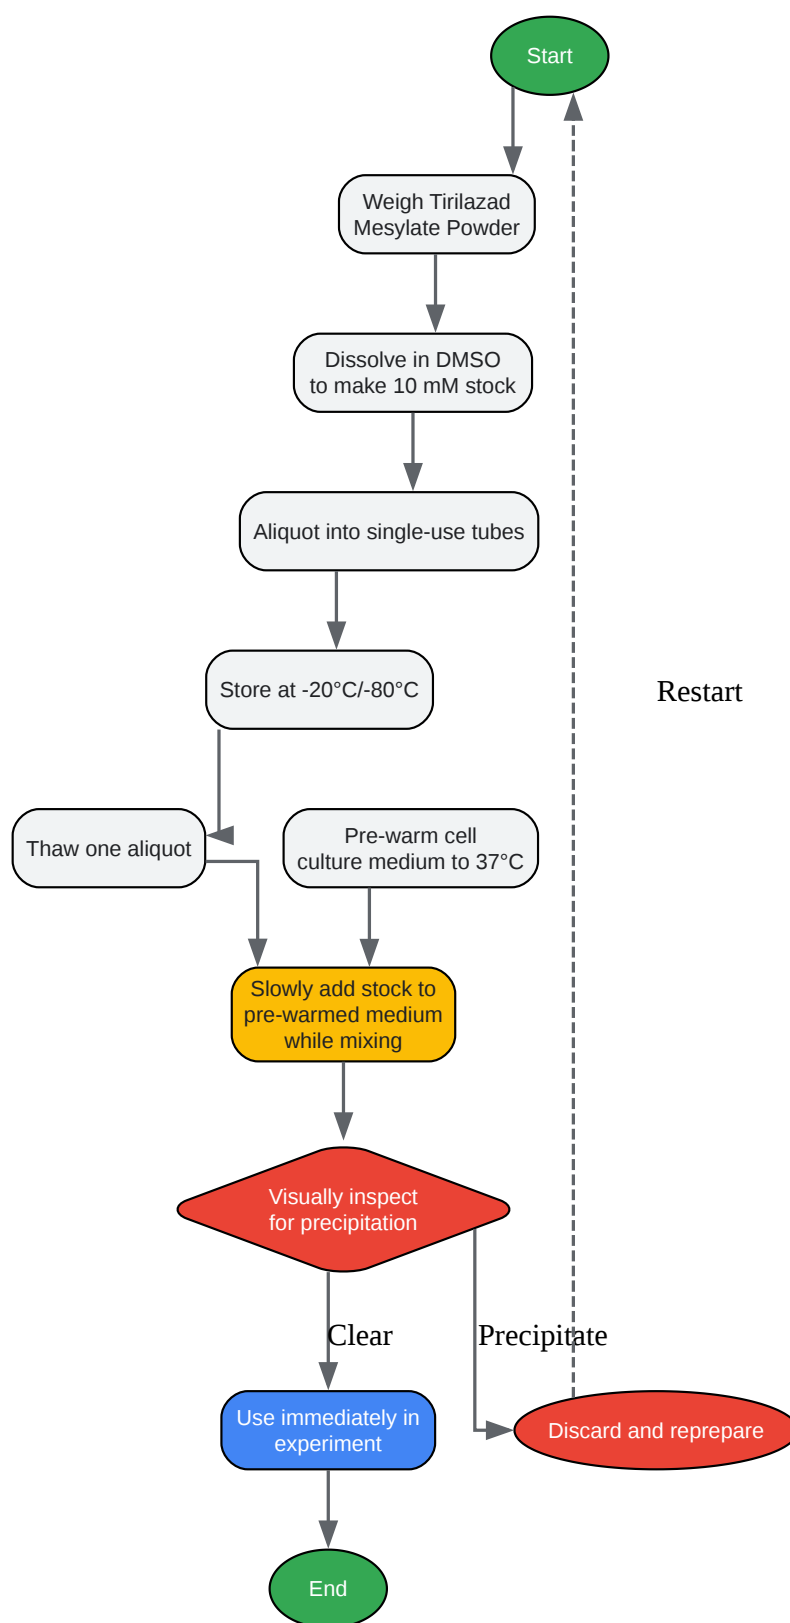 Start
Weigh Tirilazad
Mesylate Powder
Dissolve in DMSO
to make 10 mM stock
Aliquot into single-use tubes
Store at -20°C/-80°C
Restart
Thaw one aliquot
Pre-warm cell
culture medium to 37°C
Slowly add stock to
pre-warmed medium
while mixing
Visually inspect
for precipitation
Clear
Precipitate
Use immediately in
experiment
Discard and reprepare
End